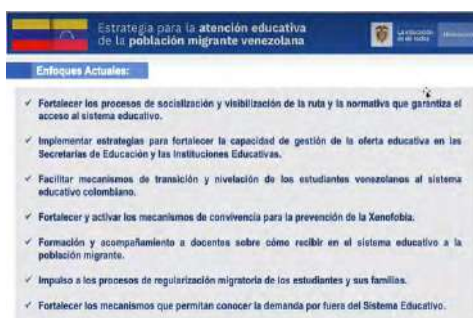 Estrategia para la atención educativa
de la población migrante venezolana
La educación
es de todos
Enfoques Actuales:
✓ Fortalecer los procesos de socialización y visibilización de la ruta y la normativa que garantiza el
acceso al sistema educativo.
✓ Implementar estrategias para fortalecer la capacidad de gestión de la oferta educativa en las
Secretarías de Educación y las Instituciones Educativas.
✓ Facilitar mecanismos de transición y nivelación de los estudiantes venezolanos al sistema
educativo colombiano.
✓ Fortalecer y activar los mecanismos de convivencia para la prevención de la Xenofobia.
✓ Formación y acompañamiento a docentes sobre cómo recibir en el sistema educativo a la
población migrante.
✓ Impulso a los procesos de regularización migratoria de los estudiantes y sus familias.
✓ Fortalecer los mecanismos que permitan conocer la demanda por fuera del Sistema Educativo.